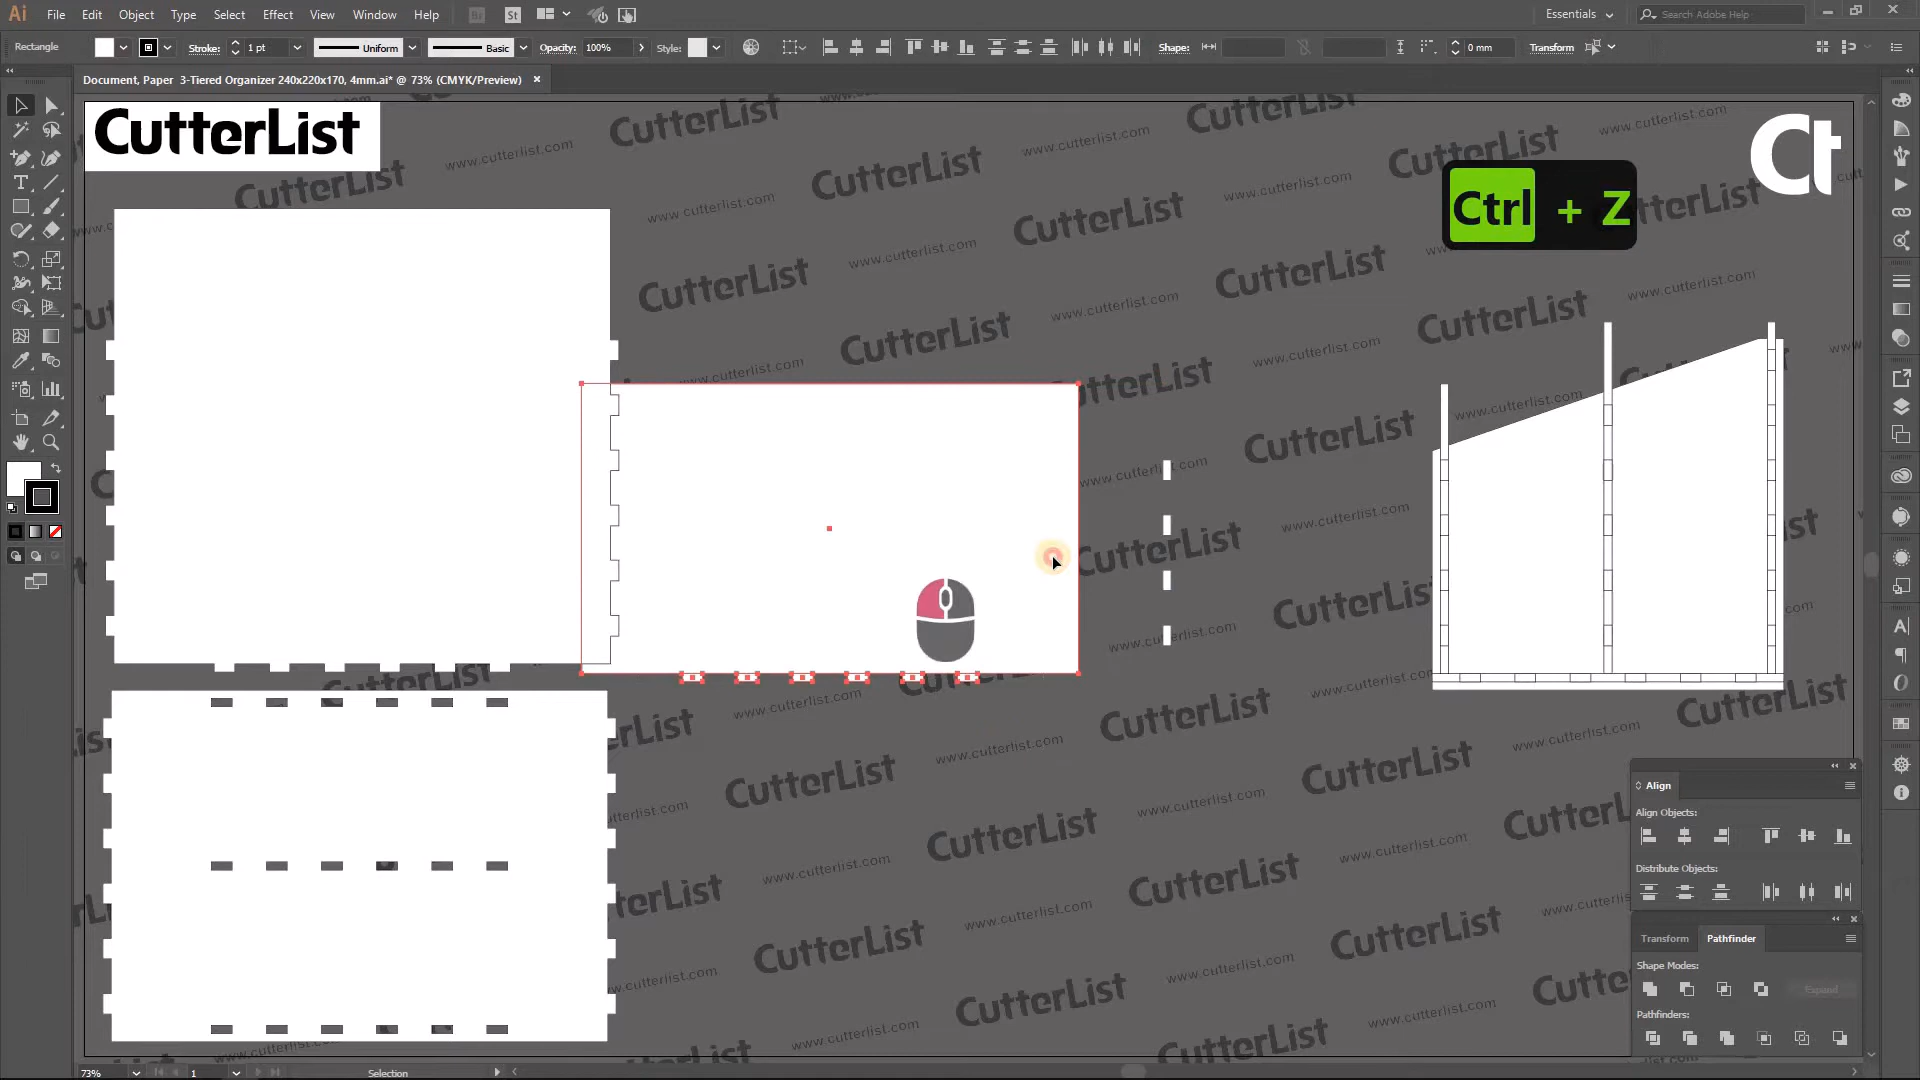 Ai File Edit Object Type Select Effect View Window Help Br St Essentials Search Adobe Help
Rectangle Stroke: 1 pt Uniform Basic Opacity: 100% Style: Shape: 0 mm Transform
Document, Paper 3-Tiered Organizer 240x220x170, 4mm.ai* @ 73% (CMYK/Preview)
CutterList
Ct
Ctrl + Z
CutterList
www.cutterlist.com
Align
Align Objects:
Distribute Objects:
Transform Pathfinder
Shape Modes:
Expand
Pathfinders:
73% 1 Selection